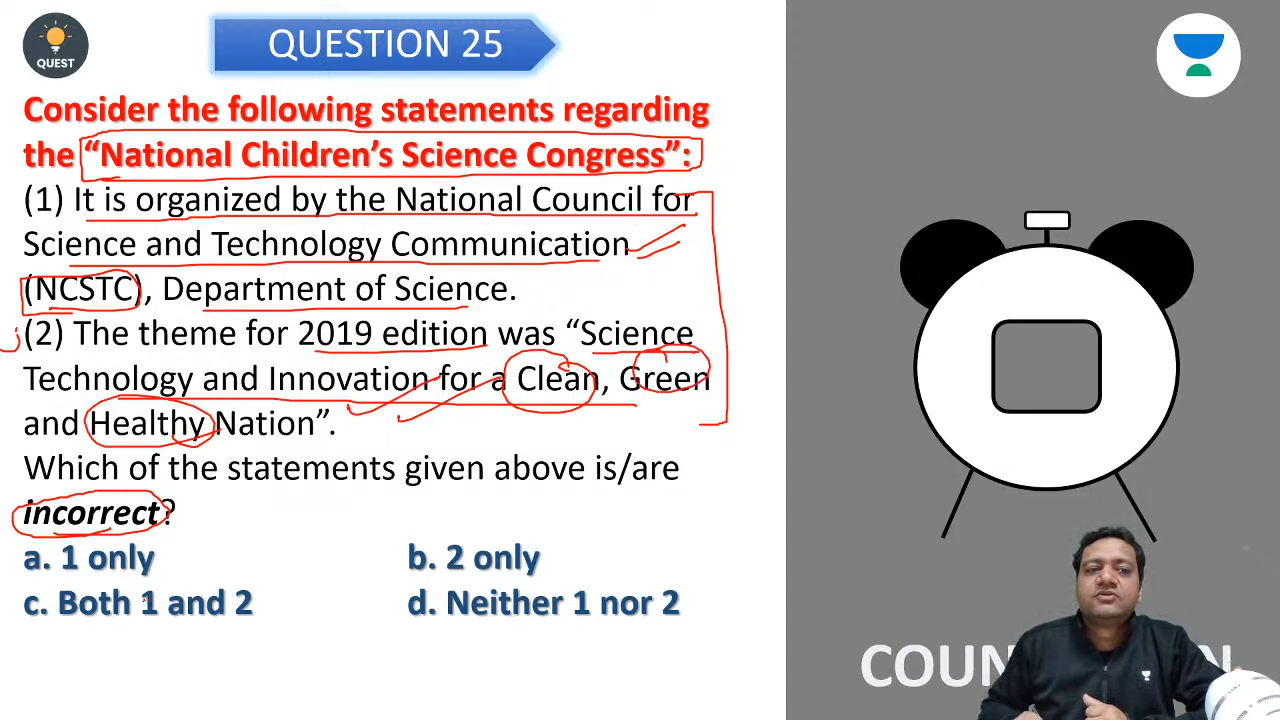 QUEST
QUESTION 25
Consider the following statements regarding
the “National Children’s Science Congress”:
(1) It is organized by the National Council for
Science and Technology Communication
(NCSTC), Department of Science.
(2) The theme for 2019 edition was “Science
Technology and Innovation for a Clean, Green
and Healthy Nation”.
Which of the statements given above is/are
incorrect?
a. 1 only
b. 2 only
c. Both 1 and 2
d. Neither 1 nor 2